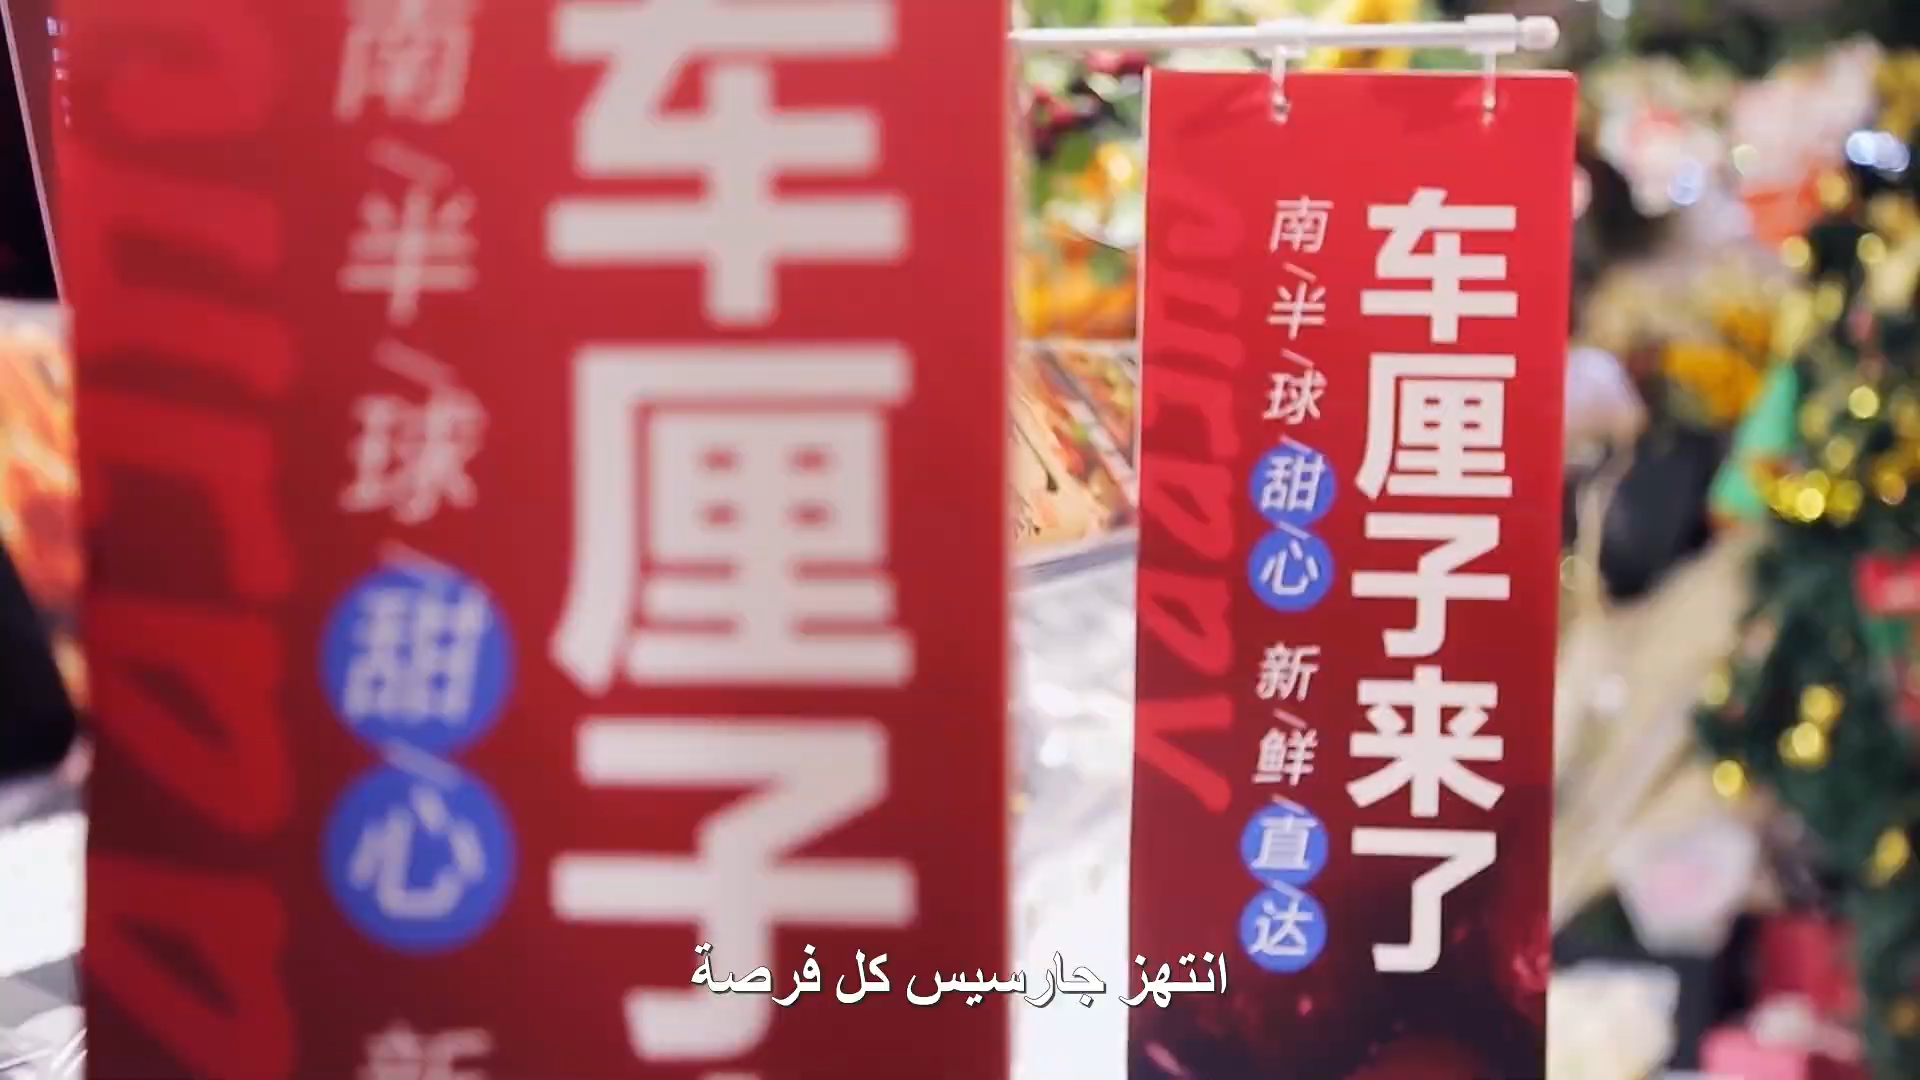 车厘子
南半球甜心
车厘子来了
南半球甜心 新鲜直达
انتهز جارسيس كل فرصة